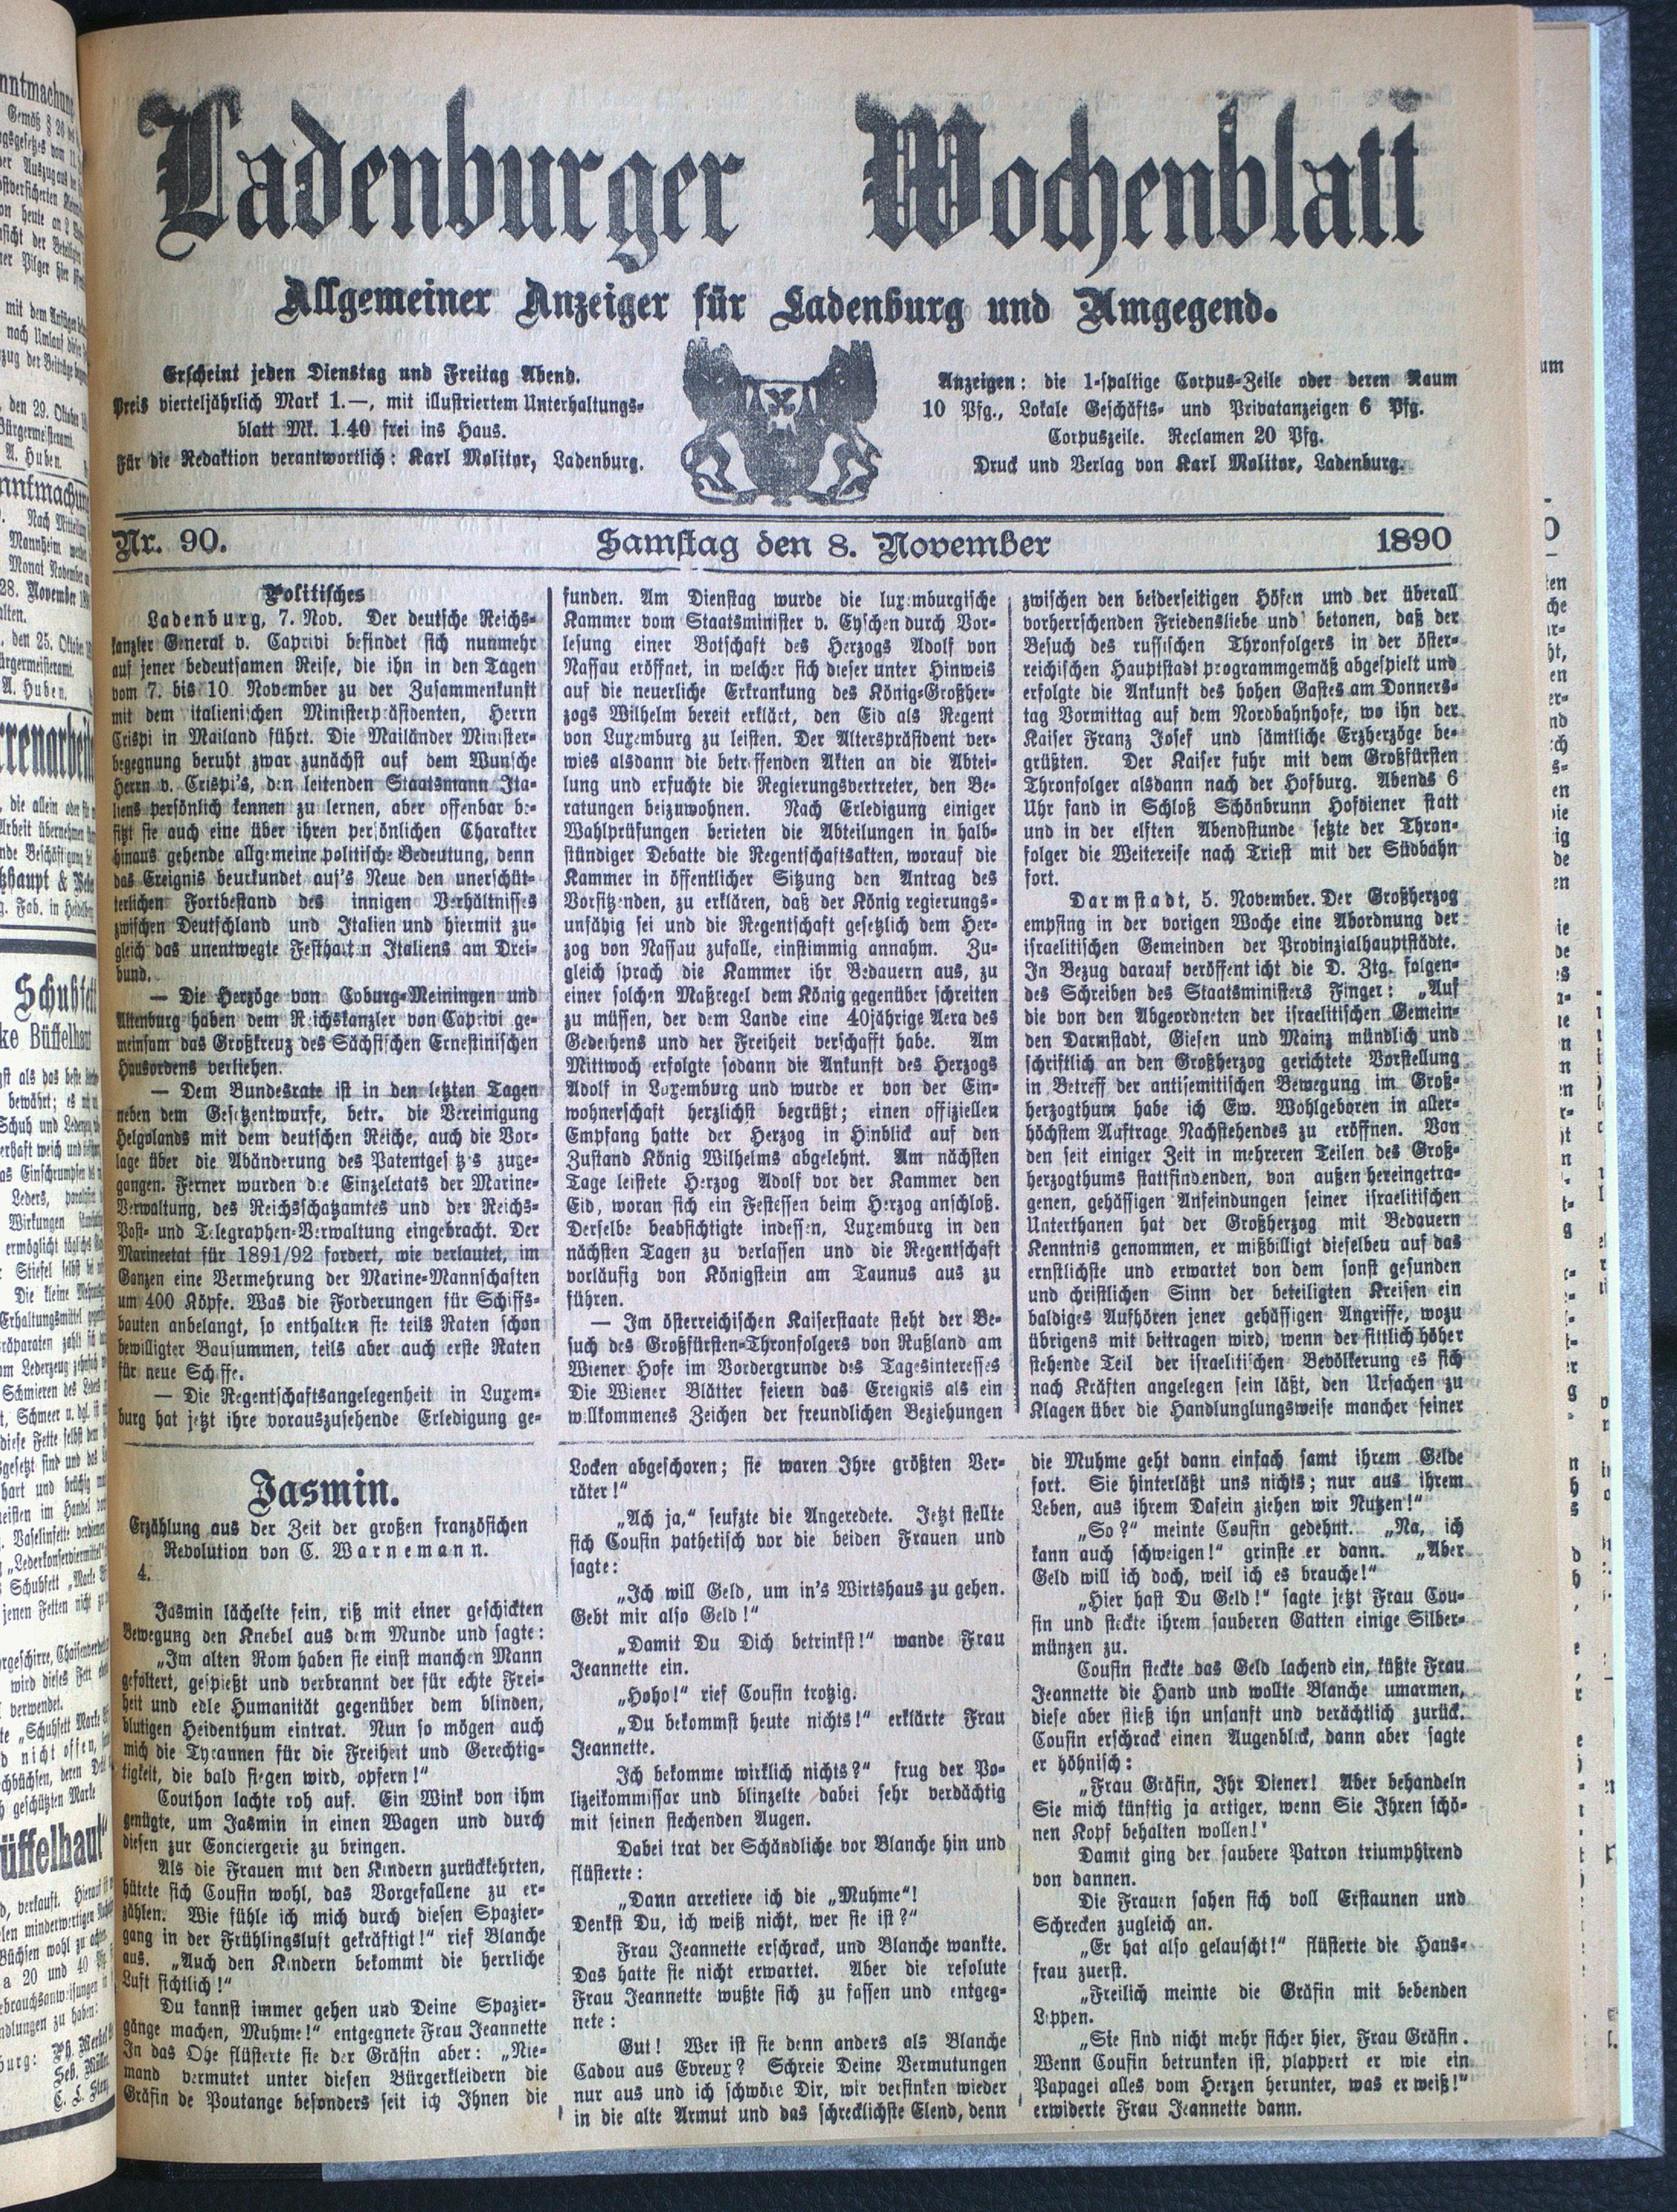 Ladenburger Wochenblatt
Allgemeiner Anzeiger für Ladenburg und Umgegend.
Erscheint jeden Dienstag und Freitag Abend.
Preis vierteljährlich Mark 1.—, mit illustriertem Unterhaltungs-
blatt Mk. 1.40 frei ins Haus.
Für die Redaktion verantwortlich: Karl Molitor, Ladenburg.
Anzeigen: die 1-spaltige Corpus-Zeile oder deren Raum
10 Pfg., Lokale Geschäfts- und Privatanzeigen 6 Pfg.
Corpuszeile. Reclamen 20 Pfg.
Druck und Verlag von Karl Molitor, Ladenburg.
Nr. 90. Samstag den 8. November 1890
Politisches
Ladenburg, 7. Nov. Der deutsche Reichs-
kanzler General v. Caprivi befindet sich nunmehr
auf jener bedeutsamen Reise, die ihn in den Tagen
vom 7. bis 10 November zu der Zusammenkunft
mit dem italienischen Ministerpräsidenten, Herrn
Crispi in Mailand führt. Die Mailänder Minister-
begegnung beruht zwar zunächst auf dem Wunsche
Herrn v. Crispi's, den leitenden Staatsmann Ita-
liens persönlich kennen zu lernen, aber offenbar be-
sitzt sie auch eine über ihren persönlichen Charakter
hinaus gehende allgemeine politische Bedeutung, denn
das Ereignis beurkundet auf's Neue den unerschüt-
terlichen Fortbestand des innigen Verhältnisses
zwischen Deutschland und Italien und hiermit zu-
gleich das unentwegte Festhalt n Italiens am Drei-
bund.
— Die Herzöge von Coburg-Meiningen und
Altenburg haben dem R ichskanzler von Caprivi ge-
meinsam das Großkreuz des Sächsischen Ernestinischen
Hausordens verliehen.
— Dem Bundesrate ist in den letzten Tagen
neben dem Gesetzentwurfe, betr. die Vereinigung
Helgolands mit dem deutschen Reiche, auch die Vor-
lage über die Abänderung des Patentges tz's zuge-
gangen. Ferner wurden die Einzeletats der Marine-
Verwaltung, des Reichsschatzamtes und der Reichs-
Post- und Telegraphen-Verwaltung eingebracht. Der
Marineetat für 1891/92 fordert, wie verlautet, im
Ganzen eine Vermehrung der Marine-Mannschaften
um 400 Köpfe. Was die Forderungen für Schiffs-
bauten anbelangt, so enthalten sie teils Raten schon
bewilligter Bausummen, teils aber auch erste Raten
für neue Schiffe.
— Die Regentschaftsangelegenheit in Luxem-
burg hat jetzt ihre vorauszusehende Erledigung ge-
funden. Am Dienstag wurde die luxemburgische
Kammer vom Staatsminister v. Eyschen durch Vor-
lesung einer Botschaft des Herzogs Adolf von
Nassau eröffnet, in welcher sich dieser unter Hinweis
auf die neuerliche Erkrankung des König-Großher-
zogs Wilhelm bereit erklärt, den Eid als Regent
von Luxemburg zu leisten. Der Alterspräsident ver-
wies alsdann die betreffenden Akten an die Abtei-
lung und ersuchte die Regierungsvertreter, den Be-
ratungen beizuwohnen. Nach Erledigung einiger
Wahlprüfungen berieten die Abteilungen in halb-
stündiger Debatte die Regentschaftsakten, worauf die
Kammer in öffentlicher Sitzung den Antrag des
Vorsitzenden, zu erklären, daß der König regierungs-
unfähig sei und die Regentschaft gesetzlich dem Her-
zog von Nassau zufalle, einstimmig annahm. Zu-
gleich sprach die Kammer ihr Bedauern aus, zu
einer solchen Maßregel dem König gegenüber schreiten
zu müssen, der dem Lande eine 40jährige Aera des
Gedeihens und der Freiheit verschafft habe. Am
Mittwoch erfolgte sodann die Ankunft des Herzogs
Adolf in Luxemburg und wurde er von der Ein-
wohnerschaft herzlichst begrüßt; einen offiziellen
Empfang hatte der Herzog in Hinblick auf den
Zustand König Wilhelms abgelehnt. Am nächsten
Tage leistete Herzog Adolf vor der Kammer den
Eid, woran sich ein Festessen beim Herzog anschloß.
Derselbe beabsichtigte indessen, Luxemburg in den
nächsten Tagen zu verlassen und die Regentschaft
vorläufig von Königstein am Taunus aus zu
führen.
— Im österreichischen Kaiserstaate steht der Be-
such des Großfürsten-Thronfolgers von Rußland am
Wiener Hofe im Vordergrunde des Tagesinteresses
Die Wiener Blätter feiern das Ereignis als ein
willkommenes Zeichen der freundlichen Beziehungen
zwischen den beiderseitigen Höfen und der überall
vorherrschenden Friedensliebe und betonen, daß der
Besuch des russischen Thronfolgers in der öster-
reichischen Hauptstadt programmgemäß abgespielt und
erfolgte die Ankunft des hohen Gastes am Donners-
tag Vormittag auf dem Nordbahnhofe, wo ihn der
Kaiser Franz Josef und sämtliche Erzherzöge be-
grüßten. Der Kaiser fuhr mit dem Großfürsten
Thronfolger alsdann nach der Hofburg. Abends 6
Uhr fand in Schloß Schönbrunn Hofdiener statt
und in der elften Abendstunde setzte der Thron-
folger die Weitereise nach Triest mit der Südbahn
fort.
Darmstadt, 5. November. Der Großherzog
empfing in der vorigen Woche eine Abordnung der
israelitischen Gemeinden der Provinzialhauptstädte.
In Bezug darauf veröffent icht die D. Ztg. folgen-
des Schreiben des Staatsministers Finger: „Auf
die von den Abgeordneten der israelitischen Gemein-
den Darmstadt, Giesen und Mainz mündlich und
schriftlich an den Großherzog gerichtete Vorstellung
in Betreff der antisemitischen Bewegung im Groß-
herzogthum habe ich Ew. Wohlgeboren in aller-
höchstem Auftrage Nachstehendes zu eröffnen. Von
den seit einiger Zeit in mehreren Teilen des Groß-
herzogthums stattfindenden, von außen hereingetra-
genen, gehässigen Anfeindungen seiner israelitischen
Unterthanen hat der Großherzog mit Bedauern
Kenntnis genommen, er mißbilligt dieselbeu auf das
ernstlichste und erwartet von dem sonst gesunden
und christlichen Sinn der beteiligten Kreisen ein
baldiges Aufhören jener gehässigen Angriffe, wozu
übrigens mit beitragen wird, wenn der sittlich höher
stehende Teil der israelitischen Bevölkerung es sich
nach Kräften angelegen sein läßt, den Ursachen zu
Klagen über die Handlunglungsweise mancher seiner
Jasmin.
Erzählung aus der Zeit der großen französichen
Revolution von C. Warnemann.
4.
Jasmin lächelte fein, riß mit einer geschickten
Bewegung den Knebel aus dem Munde und sagte:
„Im alten Rom haben sie einst manchen Mann
gefoltert, gespießt und verbrannt der für echte Frei-
heit und edle Humanität gegenüber dem blinden,
blutigen Heidenthum eintrat. Nun so mögen auch
mich die Tyrannen für die Freiheit und Gerechtig-
tigkeit, die bald siegen wird, opfern!“
Couthon lachte roh auf. Ein Wink von ihm
genügte, um Jasmin in einen Wagen und durch
diesen zur Conciergerie zu bringen.
Als die Frauen mit den Kindern zurückkehrten,
hütete sich Cousin wohl, das Vorgefallene zu er-
zählen. Wie fühle ich mich durch diesen Spazier-
gang in der Frühlingsluft gekräftigt!“ rief Blanche
aus. „Auch den Kindern bekommt die herrliche
Luft sichtlich!“
Du kannst immer gehen und Deine Spazier-
gänge machen, Muhme!“ entgegnete Frau Jeannette
In das Ohe flüsterte sie der Gräfin aber: „Nie-
mand vermutet unter diesen Bürgerkleidern die
Gräfin de Poutange besonders seit ich Ihnen die
Locken abgeschoren; sie waren Ihre größten Ver-
räter!“
„Ach ja,“ seufzte die Angeredete. Jetzt stellte
sich Cousin pathetisch vor die beiden Frauen und
sagte:
„Ich will Geld, um in's Wirtshaus zu gehen.
Gebt mir also Geld!“
„Damit Du Dich betrinkst!“ wande Frau
Jeannette ein.
„Hoho!“ rief Cousin trotzig.
„Du bekommst heute nichts!“ erklärte Frau
Jeannette.
Ich bekomme wirklich nichts?“ frug der Po-
lizeikommissar und blinzelte dabei sehr verdächtig
mit seinen stechenden Augen.
Dabei trat der Schändliche vor Blanche hin und
flüsterte:
„Dann arretiere ich die „Muhme“!
Denkst Du, ich weiß nicht, wer sie ist?“
Frau Jeannette erschrack, und Blanche wankte.
Das hatte sie nicht erwartet. Aber die resolute
Frau Jeannette wußte sich zu fassen und entgeg-
nete:
Gut! Wer ist sie denn anders als Blanche
Cadou aus Evreux? Schreie Deine Vermutungen
nur aus und ich schwöre Dir, wir versinken wieder
in die alte Armut und das schrecklichste Elend, denn
die Muhme geht dann einfach samt ihrem Gelde
fort. Sie hinterläßt uns nichts; nur aus ihrem
Leben, aus ihrem Dasein ziehen wir Nutzen!“
„So?“ meinte Cousin gedehnt. „Na, ich
kann auch schweigen!“ grinste er dann. „Aber
Geld will ich doch, weil ich es brauche!“
„Hier hast Du Geld!“ sagte jetzt Frau Cou-
sin und steckte ihrem sauberen Gatten einige Silber-
münzen zu.
Cousin steckte das Geld lachend ein, küßte Frau
Jeannette die Hand und wollte Blanche umarmen,
diese aber stieß ihn unsanft und verächtlich zurück.
Cousin erschrack einen Augenblick, dann aber sagte
er höhnisch:
„Frau Gräfin, Ihr Diener! Aber behandeln
Sie mich künftig ja artiger, wenn Sie Ihren schö-
nen Kopf behalten wollen!“
Damit ging der saubere Patron triumphirend
von dannen.
Die Frauen sahen sich voll Erstaunen und
Schrecken zugleich an.
„Er hat also gelauscht!“ flüsterte die Haus-
frau zuerst.
„Freilich meinte die Gräfin mit bebenden
Lippen.
„Sie sind nicht mehr sicher hier, Frau Gräfin.
Wenn Cousin betrunken ist, plappert er wie ein
Papagei alles vom Herzen herunter, was er weiß!“
erwiderte Frau Jeannette dann.